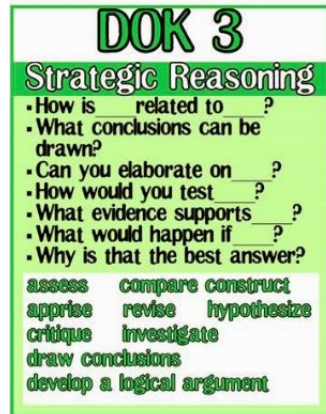 DOK 3
Strategic Reasoning
▪ How is ___ related to ___?
▪ What conclusions can be
drawn?
▪ Can you elaborate on ___?
▪ How would you test ___?
▪ What evidence supports ___?
▪ What would happen if ___?
▪ Why is that the best answer?
assess compare construct
apprise revise hypothesize
critique investigate
draw conclusions
develop a logical argument